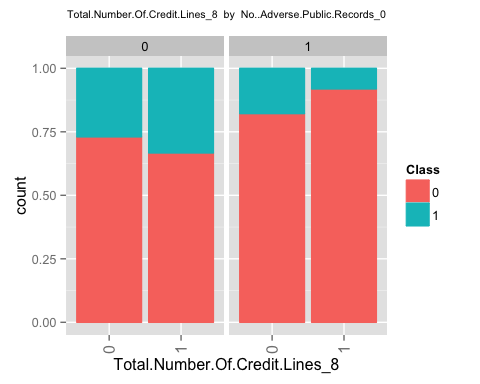 Total.Number.Of.Credit.Lines_8 by No..Adverse.Public.Records_0
0 1
1.00
0.75
0.50
0.25
0.00
count
0 1 0 1
Total.Number.Of.Credit.Lines_8
Class
0
1